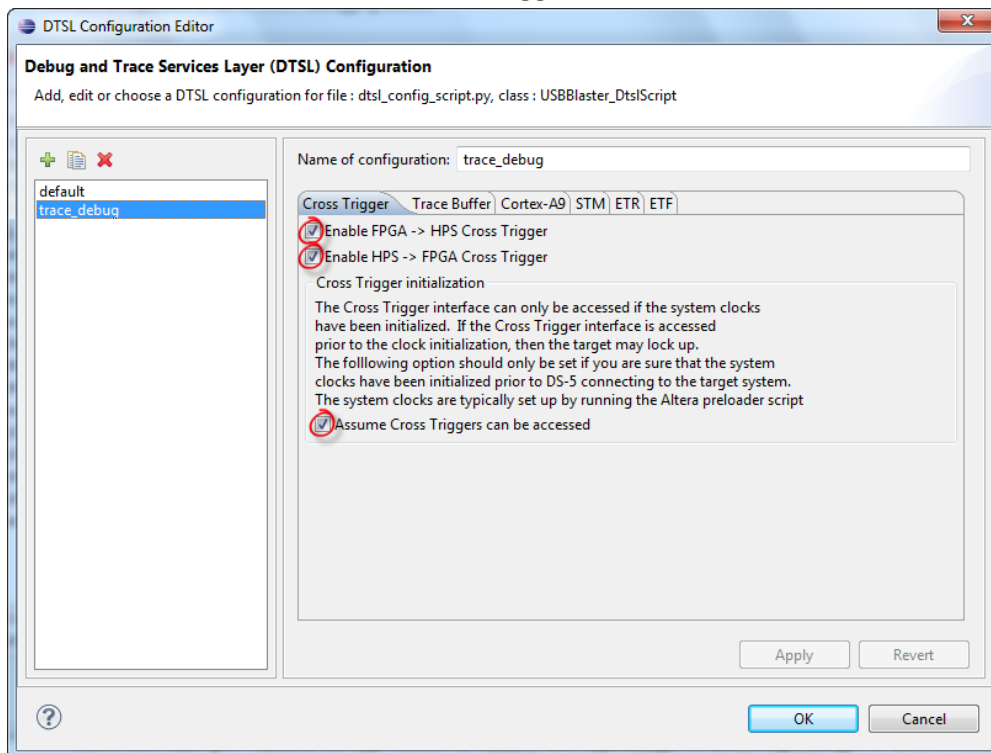 DTSL Configuration Editor
Debug and Trace Services Layer (DTSL) Configuration
Add, edit or choose a DTSL configuration for file : dtsl_config_script.py, class : USBBlaster_DtslScript
default
trace_debug
Name of configuration: trace_debug
Cross Trigger Trace Buffer Cortex-A9 STM ETR ETF
Enable FPGA -> HPS Cross Trigger
Enable HPS -> FPGA Cross Trigger
Cross Trigger initialization
The Cross Trigger interface can only be accessed if the system clocks
have been initialized. If the Cross Trigger interface is accessed
prior to the clock initialization, then the target may lock up.
The folllowing option should only be set if you are sure that the system
clocks have been initialized prior to DS-5 connecting to the target system.
The system clocks are typically set up by running the Altera preloader script
Assume Cross Triggers can be accessed
Apply Revert
OK Cancel